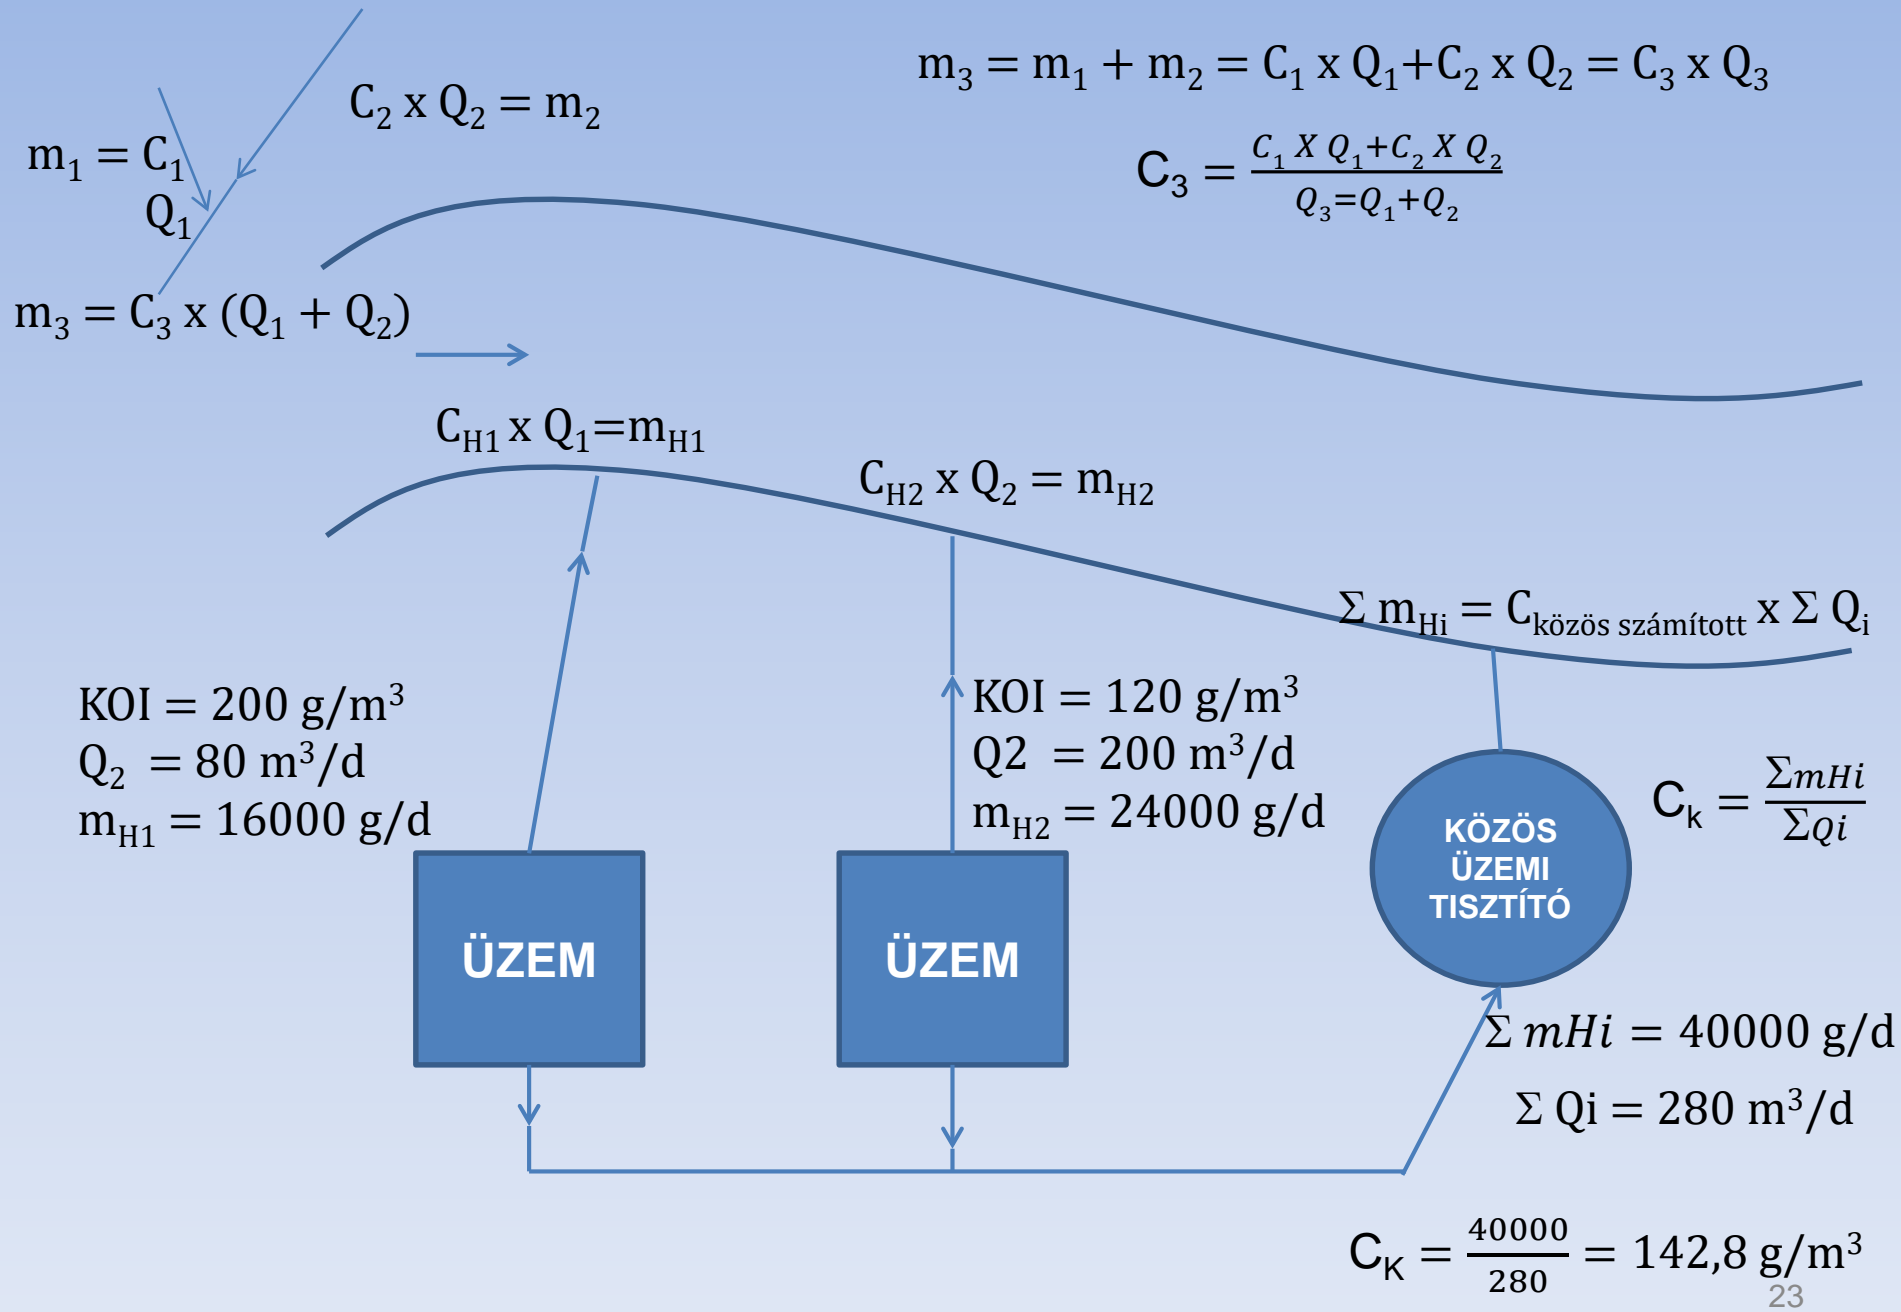 m₃ = m₁ + m₂ = C₁ x Q₁+C₂ x Q₂ = C₃ x Q₃
C₂ x Q₂ = m₂
m₁ = C₁
Q₁
C₃ = (C₁ X Q₁+C₂ X Q₂)/(Q₃=Q₁+Q₂)
m₃ = C₃ x (Q₁ + Q₂)
C_H1 x Q₁=m_H1
C_H2 x Q₂ = m_H2
Σ m_Hi = C_közös számított x Σ Q_i
KOI = 200 g/m³
Q₂ = 80 m³/d
m_H1 = 16000 g/d
KOI = 120 g/m³
Q2 = 200 m³/d
m_H2 = 24000 g/d
C_k = ΣmHi/ΣQi
ÜZEM
ÜZEM
KÖZÖS
ÜZEMI
TISZTÍTÓ
Σ mHi = 40000 g/d
Σ Qi = 280 m³/d
C_K = 40000/280 = 142,8 g/m³
23